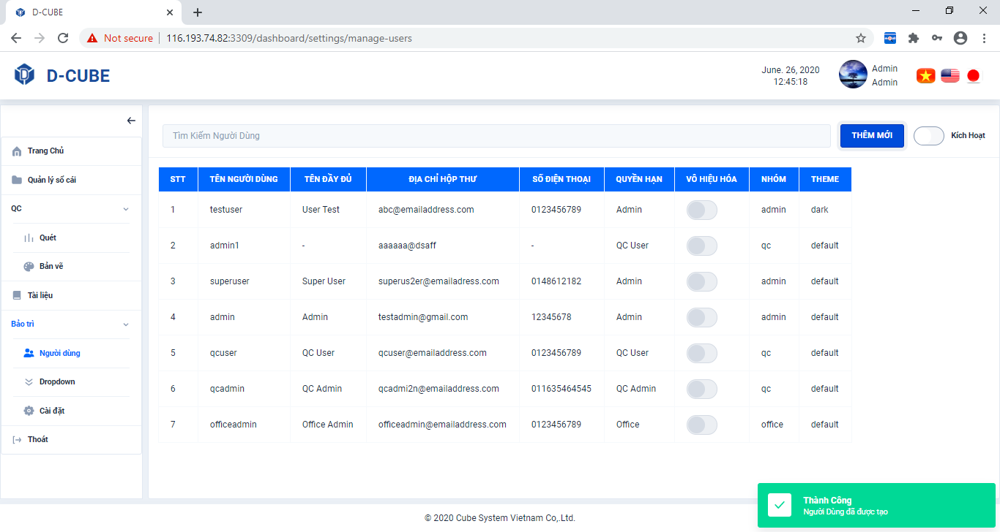 D-CUBE
Not secure 116.193.74.82:3309/dashboard/settings/manage-users
D-CUBE
June. 26, 2020
12:45:18
Admin
Admin
Trang Chủ
Quản lý sổ cái
QC
Quét
Bản vẽ
Tài liệu
Bảo trì
Người dùng
Dropdown
Cài đặt
Thoát
Tìm Kiếm Người Dùng
THÊM MỚI
Kích Hoạt
STT TÊN NGƯỜI DÙNG TÊN ĐẦY ĐỦ ĐỊA CHỈ HỘP THƯ SỐ ĐIỆN THOẠI QUYỀN HẠN VÔ HIỆU HÓA NHÓM THEME
1 testuser User Test abc@emailaddress.com 0123456789 Admin admin dark
2 admin1 - aaaaaa@dsaff - QC User qc default
3 superuser Super User superus2er@emailadress.com 0148612182 Admin admin default
4 admin Admin testadmin@gmail.com 12345678 Admin admin default
5 qcuser QC User qcuser@emailaddress.com 0123456789 QC User qc default
6 qcadmin QC Admin qcadmi2n@emailaddress.com 011635464545 QC Admin qc default
7 officeadmin Office Admin officeadmin@emailaddress.com 0123456789 Office office default
Thành Công
Người Dùng đã được tạo
© 2020 Cube System Vietnam Co,.Ltd.